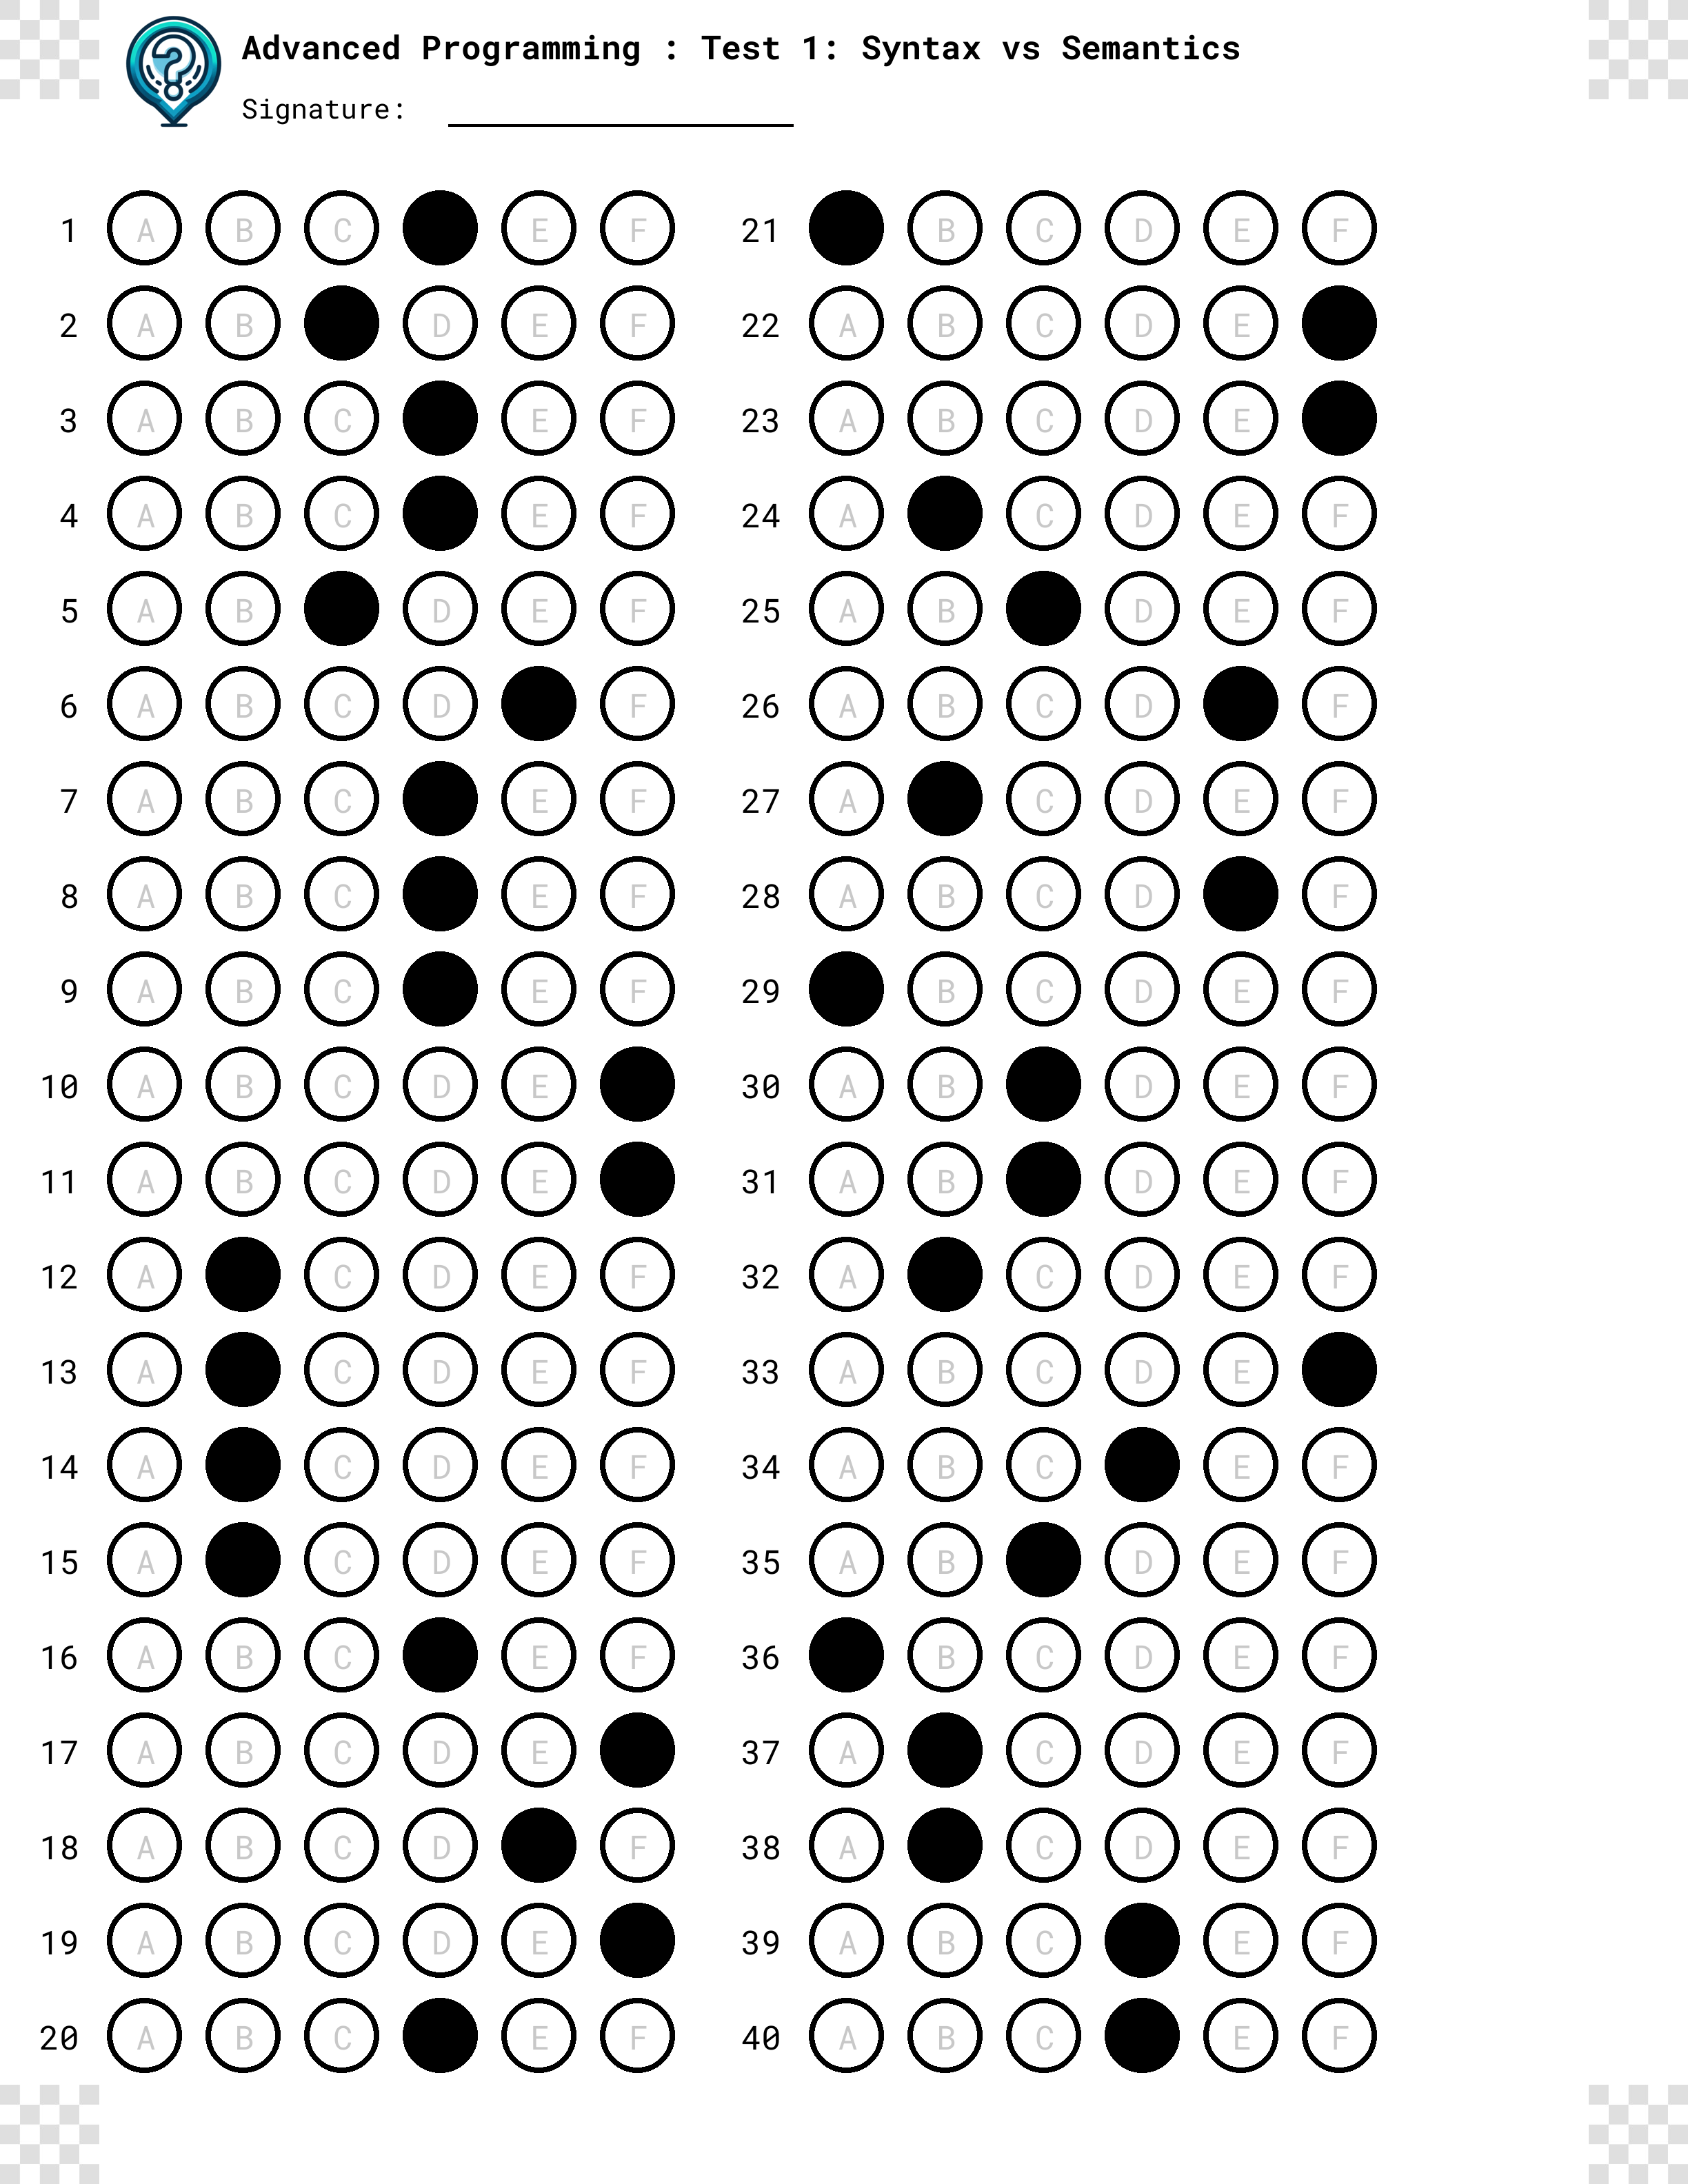 Advanced Programming : Test 1: Syntax vs Semantics
Signature:
1 A B C E F 21 B C D E F
2 A B D E F 22 A B C D E
3 A B C E F 23 A B C D E
4 A B C E F 24 A C D E F
5 A B D E F 25 A B D E F
6 A B C D F 26 A B C D F
7 A B C E F 27 A C D E F
8 A B C E F 28 A B C D F
9 A B C E F 29 B C D E F
10 A B C D E 30 A B D E F
11 A B C D E 31 A B D E F
12 A C D E F 32 A C D E F
13 A C D E F 33 A B C D E
14 A C D E F 34 A B C E F
15 A C D E F 35 A B D E F
16 A B C E F 36 B C D E F
17 A B C D E 37 A C D E F
18 A B C D F 38 A C D E F
19 A B C D E 39 A B C E F
20 A B C E F 40 A B C E F